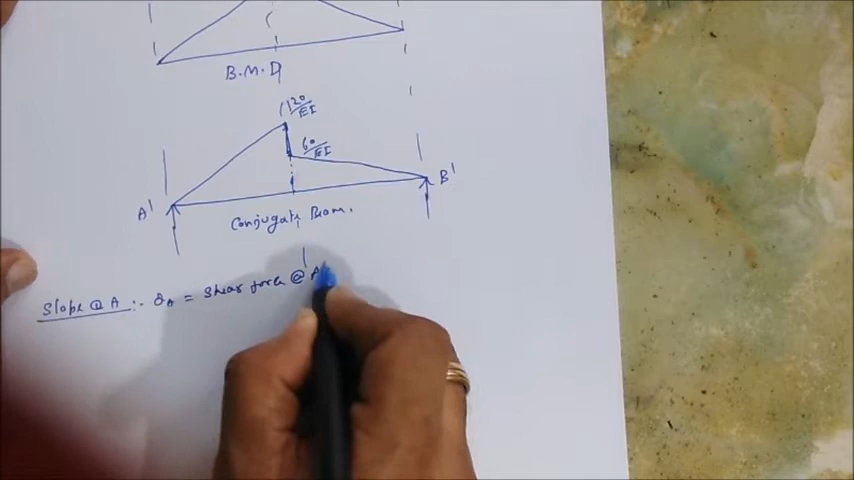 B.M.D
120/EI
60/EI
A' B'
Conjugate Beam.
Slope @ A :- θA = Shear force @ A